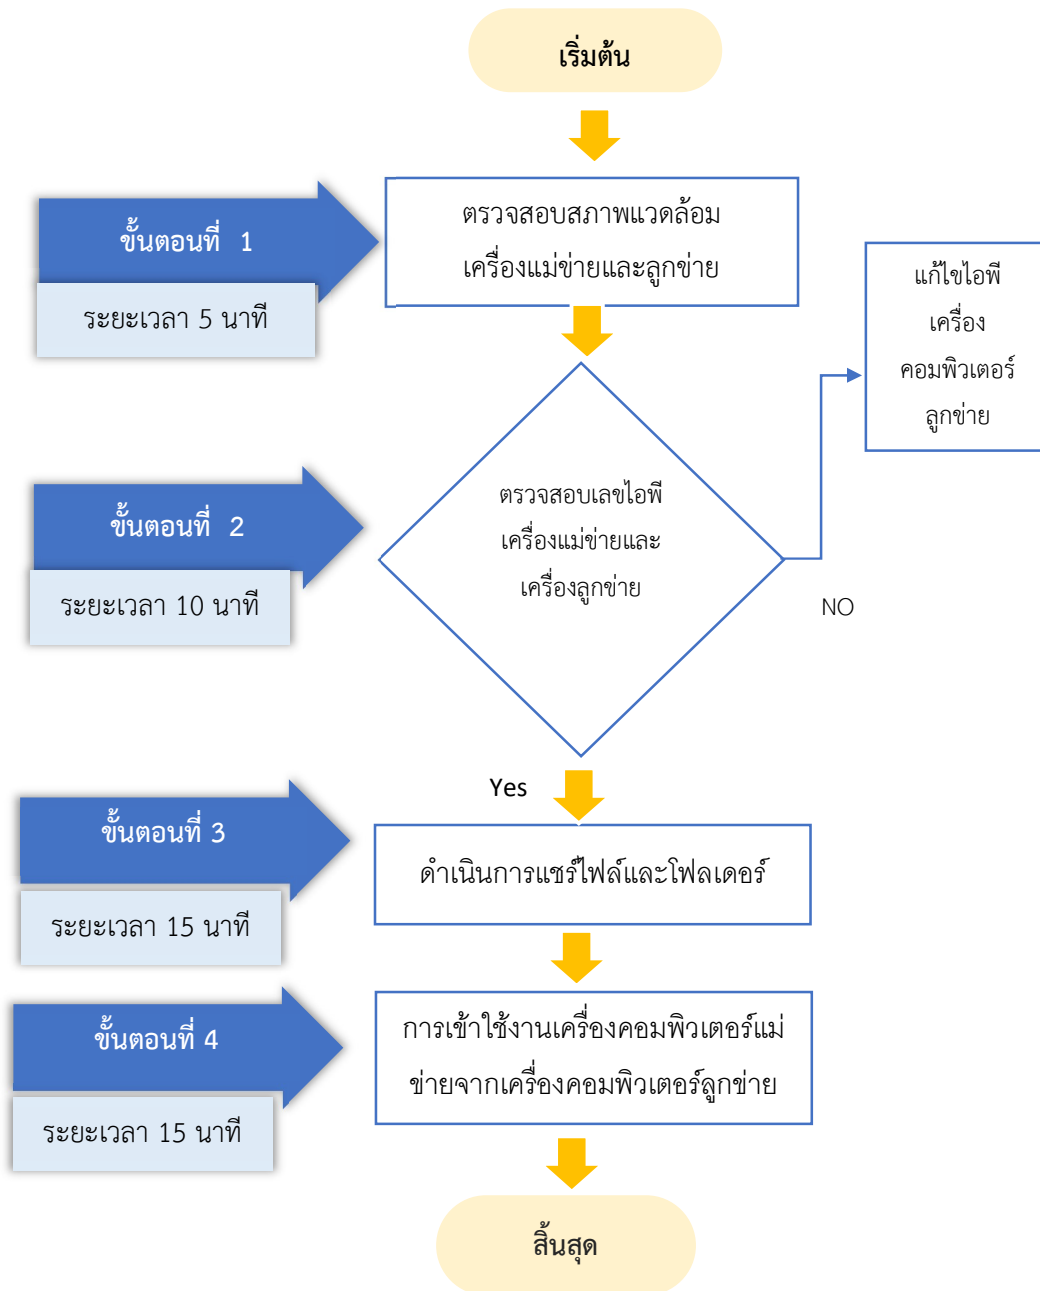 เริ่มต้น
ขั้นตอนที่ 1
ระยะเวลา 5 นาที
ตรวจสอบสภาพแวดล้อม
เครื่องแม่ข่ายและลูกข่าย
แก้ไขไอพี
เครื่อง
คอมพิวเตอร์
ลูกข่าย
ขั้นตอนที่ 2
ระยะเวลา 10 นาที
ตรวจสอบเลขไอพี
เครื่องแม่ข่ายและ
เครื่องลูกข่าย
NO
Yes
ขั้นตอนที่ 3
ระยะเวลา 15 นาที
ดำเนินการแชร์ไฟล์และโฟลเดอร์
ขั้นตอนที่ 4
ระยะเวลา 15 นาที
การเข้าใช้งานเครื่องคอมพิวเตอร์แม่
ข่ายจากเครื่องคอมพิวเตอร์ลูกข่าย
สิ้นสุด